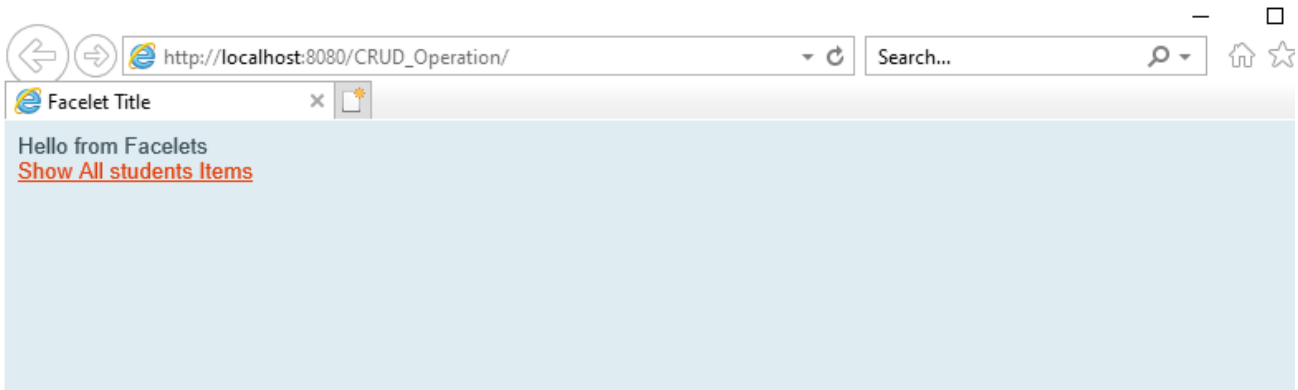 http://localhost:8080/CRUD_Operation/
Search...
Facelet Title
Hello from Facelets
Show All students Items